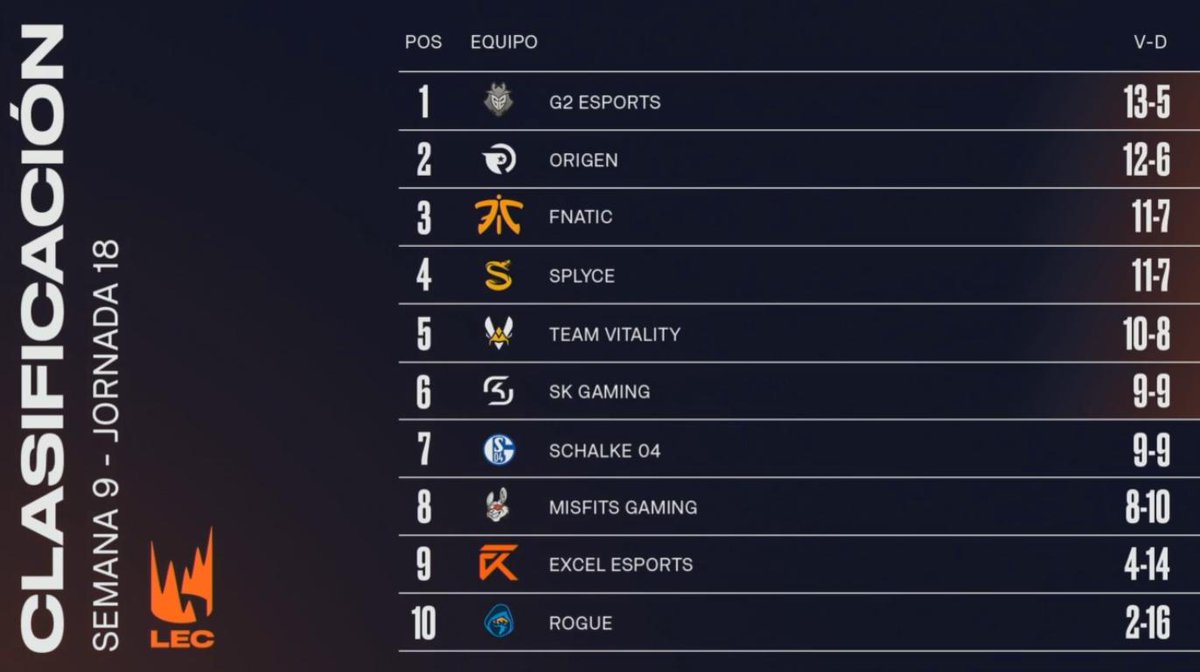 CLASIFICACIÓN
SEMANA 9 - JORNADA 18
LEC
POS EQUIPO V-D
1 G2 ESPORTS 13-5
2 ORIGEN 12-6
3 FNATIC 11-7
4 SPLYCE 11-7
5 TEAM VITALITY 10-8
6 SK GAMING 9-9
7 S04 SCHALKE 04 9-9
8 MISFITS GAMING 8-10
9 EXCEL ESPORTS 4-14
10 ROGUE 2-16